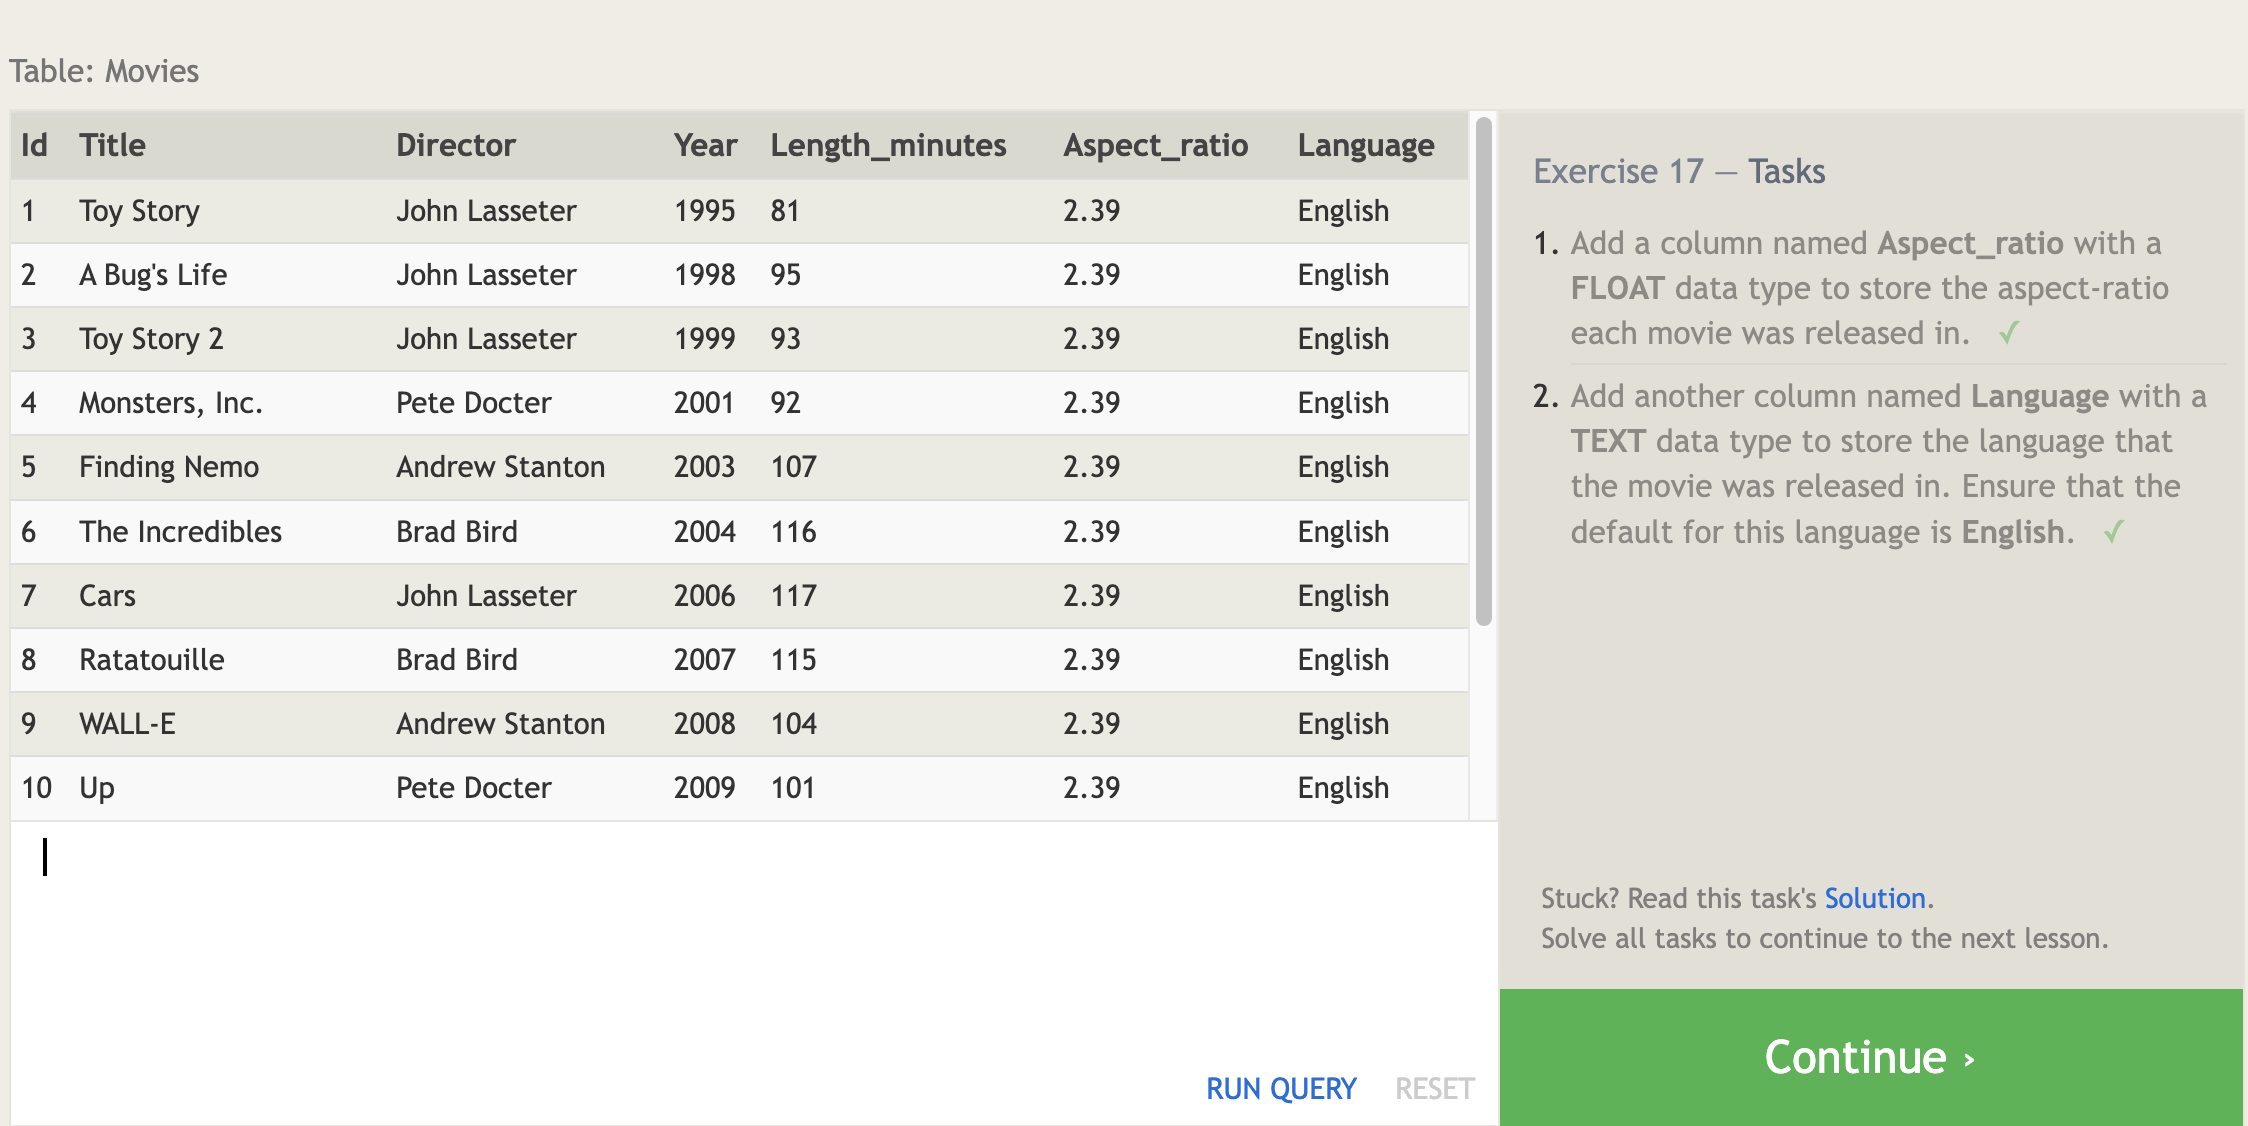 Table: Movies
Id Title Director Year Length_minutes Aspect_ratio Language
1 Toy Story John Lasseter 1995 81 2.39 English
2 A Bug's Life John Lasseter 1998 95 2.39 English
3 Toy Story 2 John Lasseter 1999 93 2.39 English
4 Monsters, Inc. Pete Docter 2001 92 2.39 English
5 Finding Nemo Andrew Stanton 2003 107 2.39 English
6 The Incredibles Brad Bird 2004 116 2.39 English
7 Cars John Lasseter 2006 117 2.39 English
8 Ratatouille Brad Bird 2007 115 2.39 English
9 WALL-E Andrew Stanton 2008 104 2.39 English
10 Up Pete Docter 2009 101 2.39 English
RUN QUERY RESET
Exercise 17 — Tasks
1. Add a column named Aspect_ratio with a
FLOAT data type to store the aspect-ratio
each movie was released in. ✓
2. Add another column named Language with a
TEXT data type to store the language that
the movie was released in. Ensure that the
default for this language is English. ✓
Stuck? Read this task's Solution.
Solve all tasks to continue to the next lesson.
Continue ›